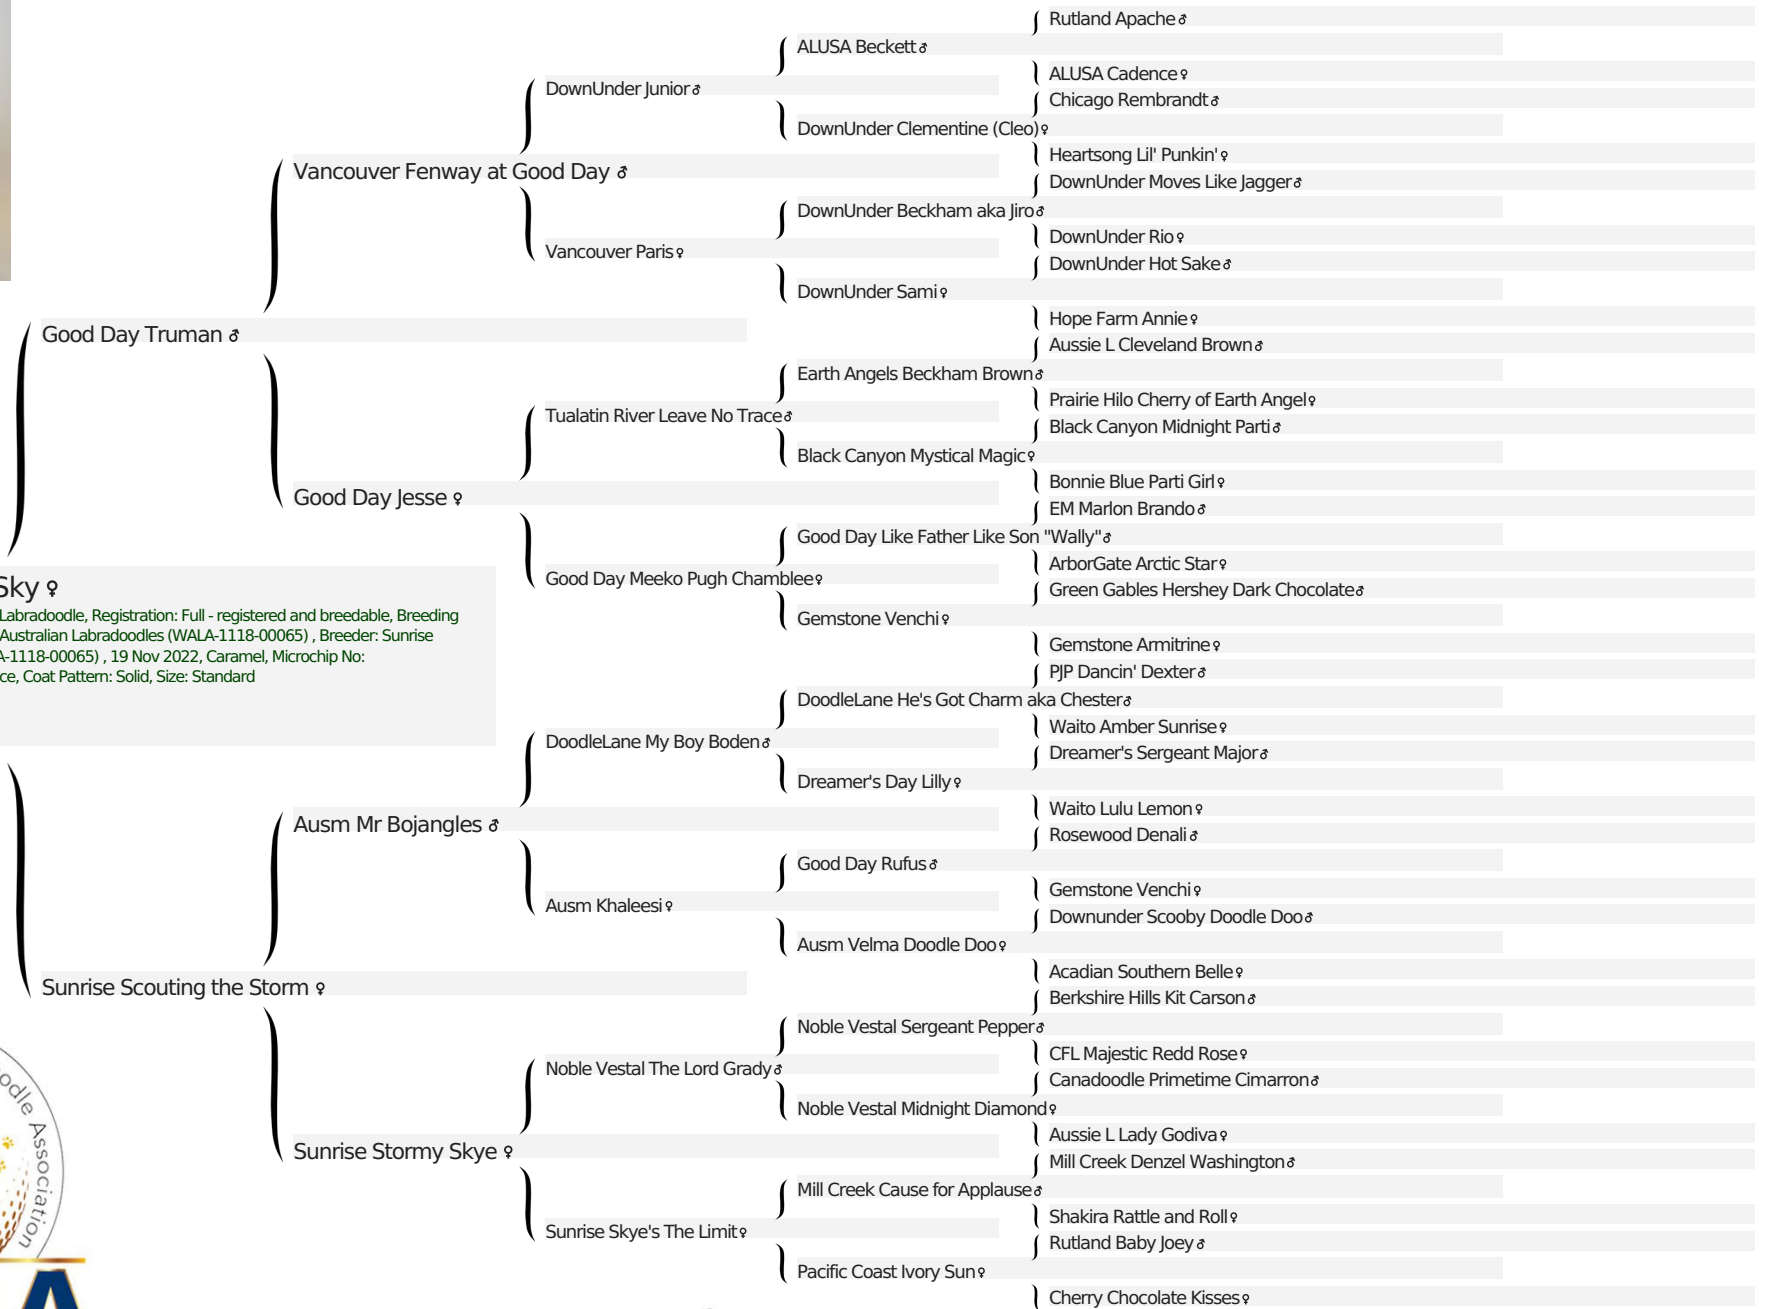 Rutland Apache♂
ALUSA Beckett♂
ALUSA Cadence♀
DownUnder Junior♂
Chicago Rembrandt♂
DownUnder Clementine (Cleo)♀
Heartsong Lil' Punkin'♀
Vancouver Fenway at Good Day ♂
DownUnder Moves Like Jagger♂
DownUnder Beckham aka Jiro♂
DownUnder Rio♀
Vancouver Paris♀
DownUnder Hot Sake♂
DownUnder Sami♀
Hope Farm Annie♀
Good Day Truman ♂
Aussie L Cleveland Brown♂
Earth Angels Beckham Brown♂
Prairie Hilo Cherry of Earth Angel♀
Tualatin River Leave No Trace♂
Black Canyon Midnight Parti♂
Black Canyon Mystical Magic♀
Bonnie Blue Parti Girl♀
Good Day Jesse ♀
EM Marlon Brando♂
Good Day Like Father Like Son "Wally"♂
ArborGate Arctic Star♀
Good Day Meeko Pugh Chamblee♀
Green Gables Hershey Dark Chocolate♂
Gemstone Venchi♀
Gemstone Armitrine♀
Sky ♀
Labradoodle, Registration: Full - registered and breedable, Breeding
Australian Labradoodles (WALA-1118-00065) , Breeder: Sunrise
A-1118-00065) , 19 Nov 2022, Caramel, Microchip No:
ce, Coat Pattern: Solid, Size: Standard
PJP Dancin' Dexter♂
DoodleLane He's Got Charm aka Chester♂
Waito Amber Sunrise♀
DoodleLane My Boy Boden♂
Dreamer's Sergeant Major♂
Dreamer's Day Lilly♀
Waito Lulu Lemon♀
Ausm Mr Bojangles ♂
Rosewood Denali♂
Good Day Rufus♂
Gemstone Venchi♀
Ausm Khaleesi♀
Downunder Scooby Doodle Doo♂
Ausm Velma Doodle Doo♀
Acadian Southern Belle♀
Sunrise Scouting the Storm ♀
Berkshire Hills Kit Carson♂
Noble Vestal Sergeant Pepper♂
CFL Majestic Redd Rose♀
Noble Vestal The Lord Grady♂
Canadoodle Primetime Cimarron♂
Noble Vestal Midnight Diamond♀
Aussie L Lady Godiva♀
Sunrise Stormy Skye ♀
Mill Creek Denzel Washington♂
Mill Creek Cause for Applause♂
Shakira Rattle and Roll♀
Sunrise Skye's The Limit♀
Rutland Baby Joey♂
Pacific Coast Ivory Sun♀
Cherry Chocolate Kisses♀
odle Association
A